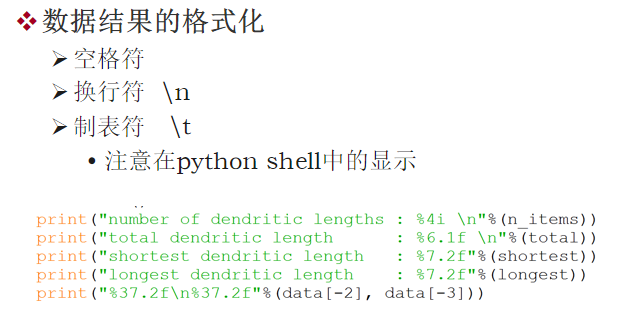 ❖数据结果的格式化
➢空格符
➢换行符 \n
➢制表符 \t
• 注意在python shell中的显示
print("number of dendritic lengths : %4i \n"%(n_items))
print("total dendritic length      : %6.1f \n"%(total))
print("shortest dendritic length   : %7.2f"%(shortest))
print("longest dendritic length    : %7.2f"%(longest))
print("%37.2f\n%37.2f"%(data[-2], data[-3]))